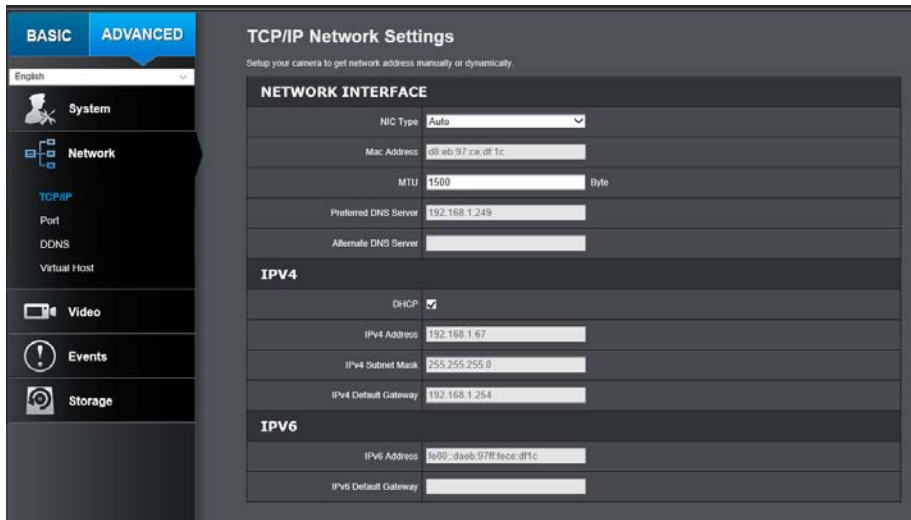 BASIC ADVANCED
English
System
Network
TCP/IP
Port
DDNS
Virtual Host
Video
Events
Storage
TCP/IP Network Settings
Setup your camera to get network address manually or dynamically.
NETWORK INTERFACE
NIC Type Auto
Mac Address d8:eb:97:ce:df:1c
MTU 1500 Byte
Preferred DNS Server 192.168.1.249
Alternate DNS Server
IPV4
DHCP
IPv4 Address 192.168.1.67
IPv4 Subnet Mask 255.255.255.0
IPv4 Default Gateway 192.168.1.254
IPV6
IPv6 Address fe80::daeb:97ff:fece:df1c
IPv6 Default Gateway